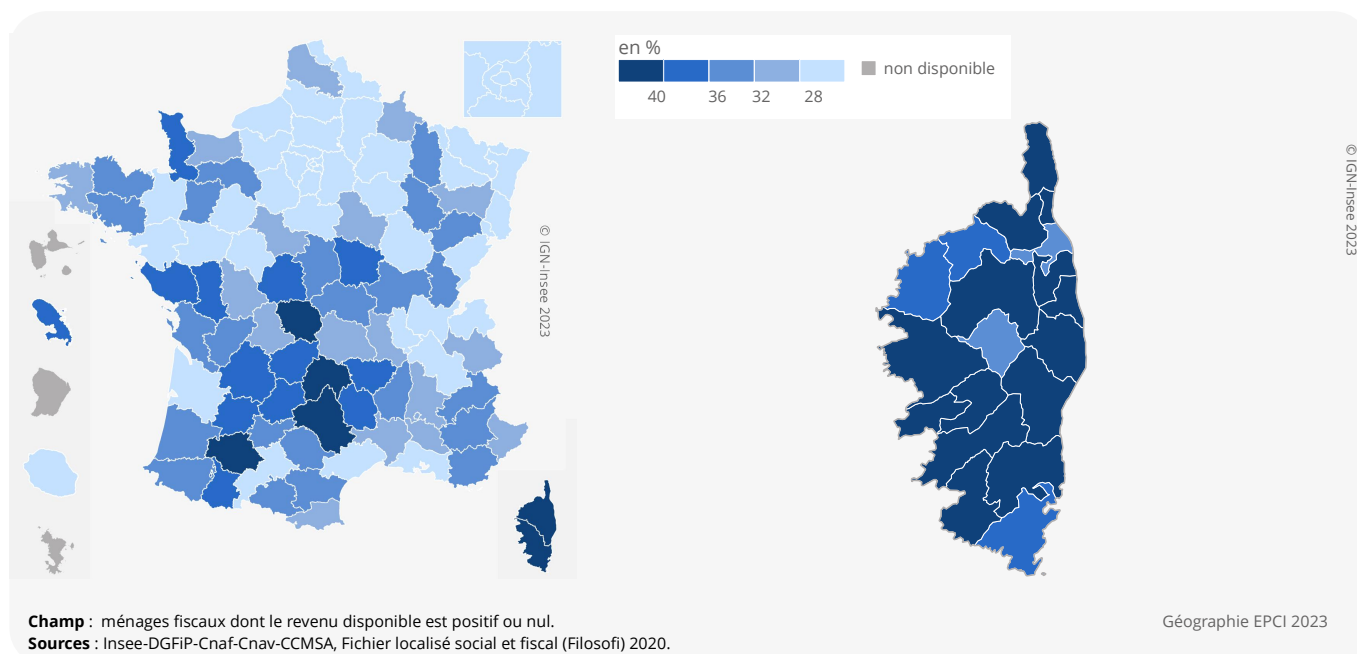 en %
non disponible
40 36 32 28
© IGN-Insee 2023
© IGN-Insee 2023
Champ : ménages fiscaux dont le revenu disponible est positif ou nul.
Géographie EPCI 2023
Sources : Insee-DGFiP-Cnaf-Cnav-CCMSA, Fichier localisé social et fiscal (Filosofi) 2020.